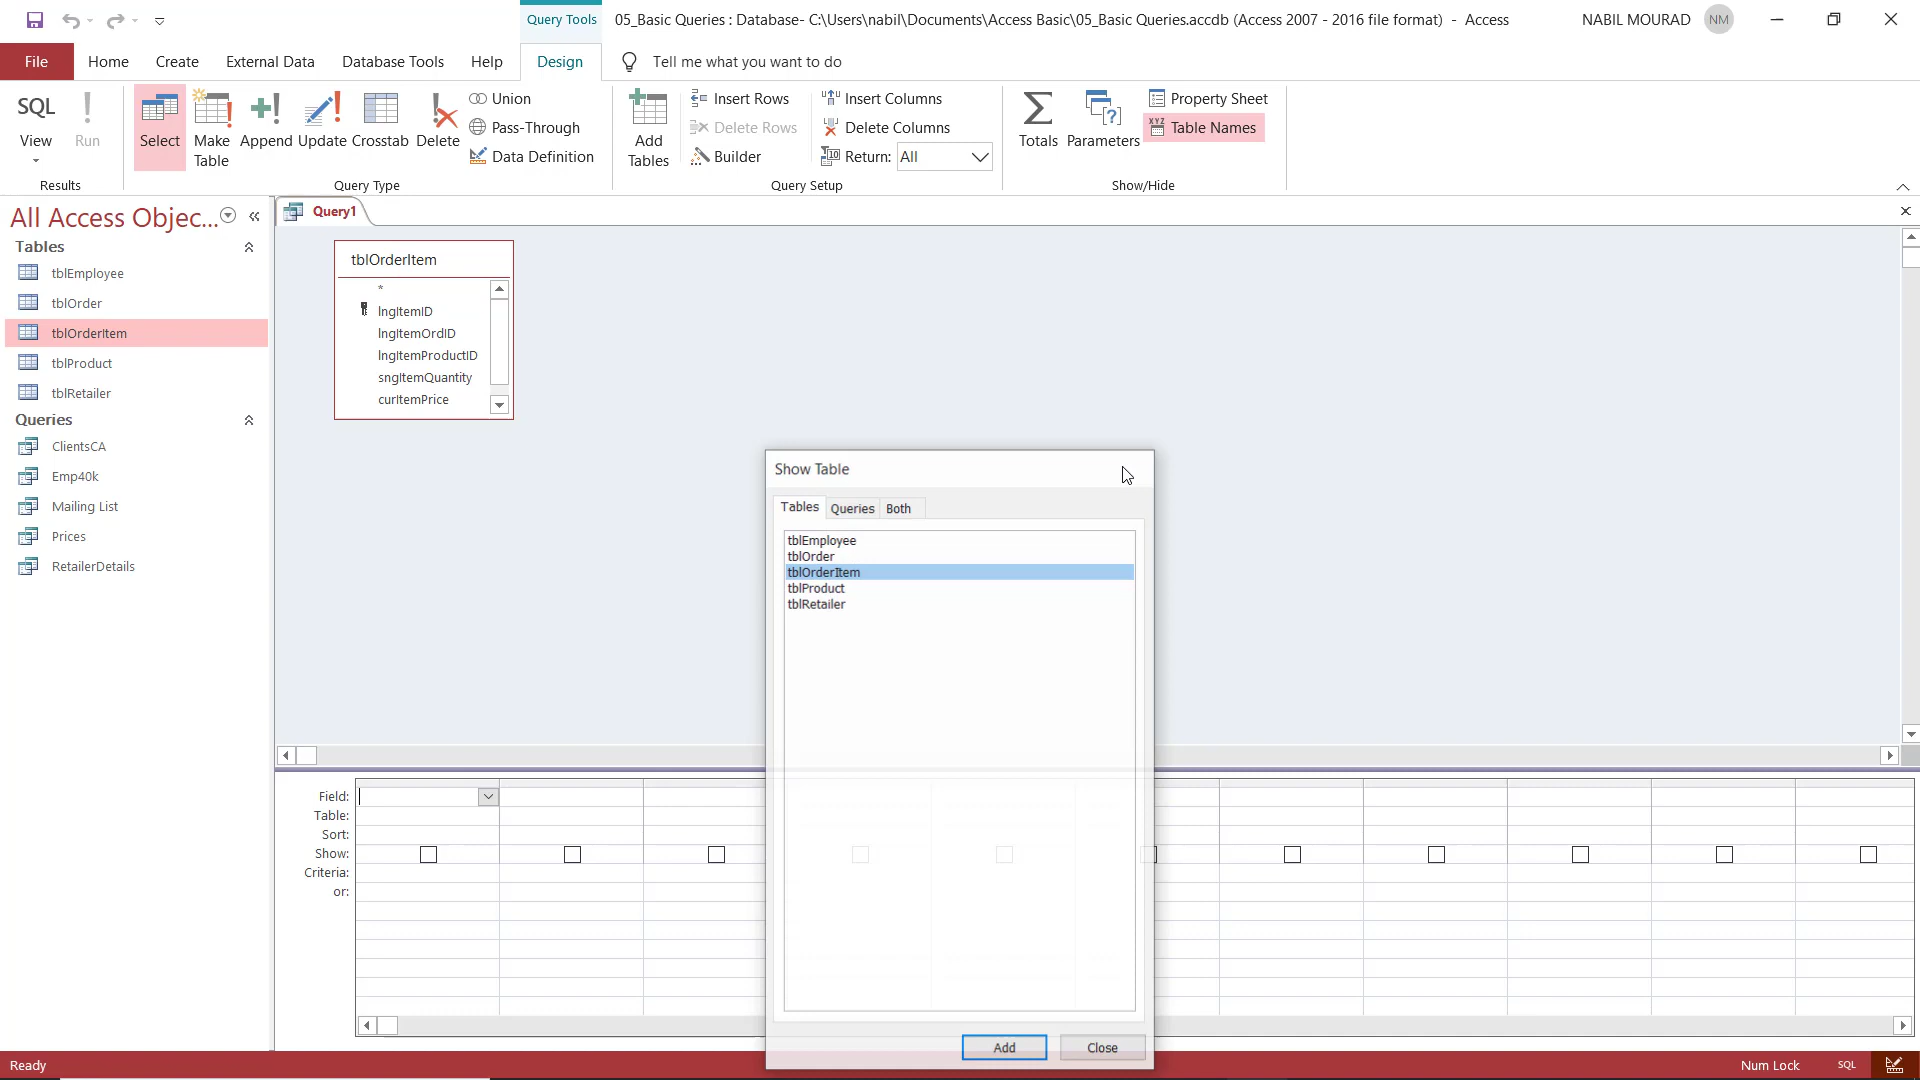 Query Tools
05_Basic Queries : Database- C:\Users\nabil\Documents\Access Basic\05_Basic Queries.accdb (Access 2007 - 2016 file format) - Access
NABIL MOURAD
NM
File
Home
Create
External Data
Database Tools
Help
Design
Tell me what you want to do
SQL
View
Run
Results
Select
Make
Table
Append
Update
Crosstab
Delete
Union
Pass-Through
Data Definition
Query Type
Add
Tables
Insert Rows
Delete Rows
Builder
Insert Columns
Delete Columns
Return: All
Query Setup
Totals
Parameters
Property Sheet
Table Names
Show/Hide
All Access Objec...
Tables
tblEmployee
tblOrder
tblOrderItem
tblProduct
tblRetailer
Queries
ClientsCA
Emp40k
Mailing List
Prices
RetailerDetails
Query1
tblOrderItem
*
lngItemID
lngItemOrdID
lngItemProductID
sngItemQuantity
curItemPrice
Show Table
Tables
Queries
Both
tblEmployee
tblOrder
tblOrderItem
tblProduct
tblRetailer
Add
Close
Field:
Table:
Sort:
Show:
Criteria:
or:
Ready
Num Lock
SQL